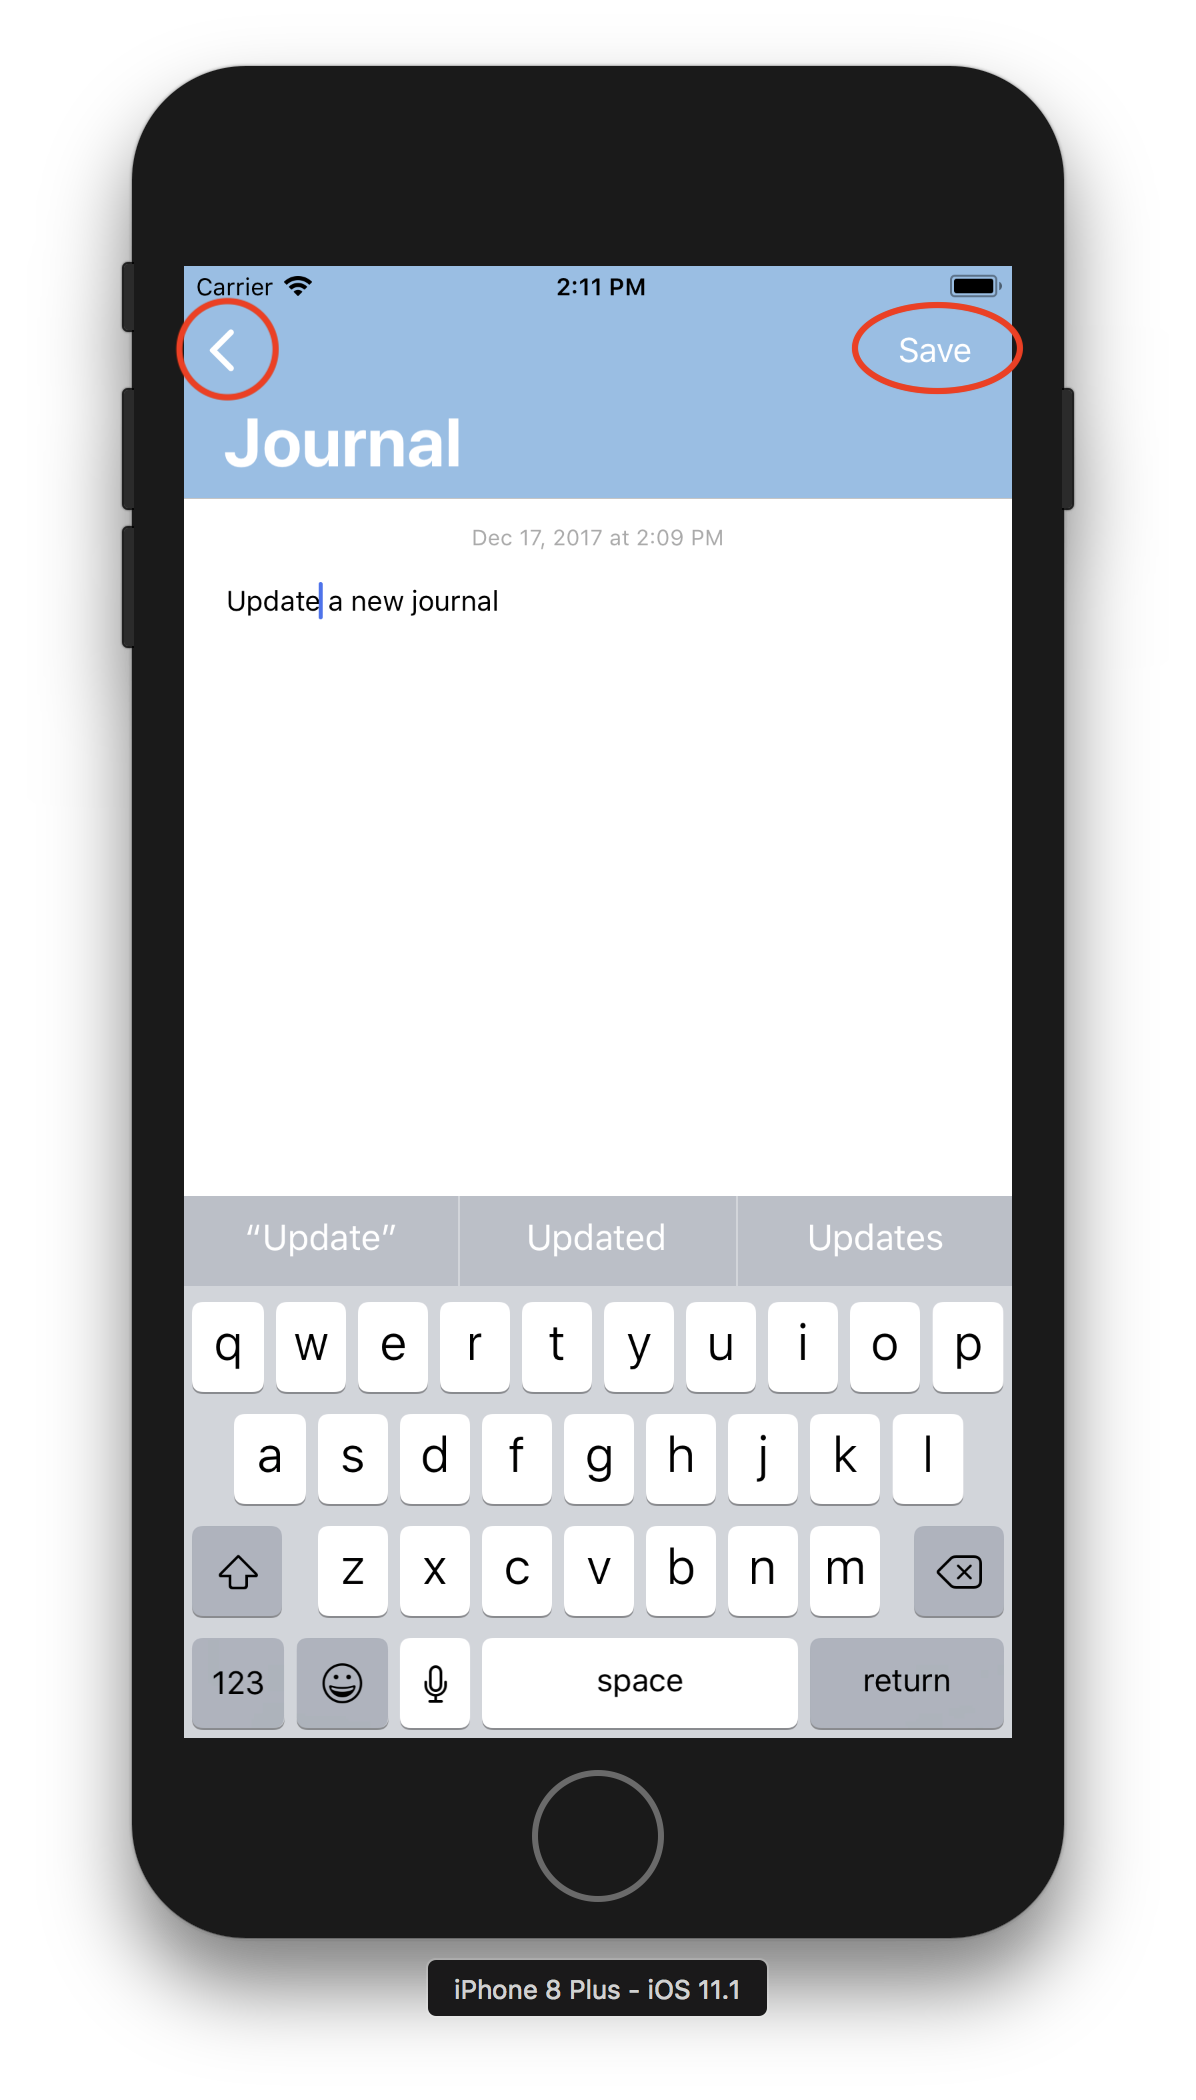 Carrier 2:11 PM
Save
Journal
Dec 17, 2017 at 2:09 PM
Update a new journal
“Update” Updated Updates
q w e r t y u i o p
a s d f g h j k l
z x c v b n m
123 space return
iPhone 8 Plus - iOS 11.1